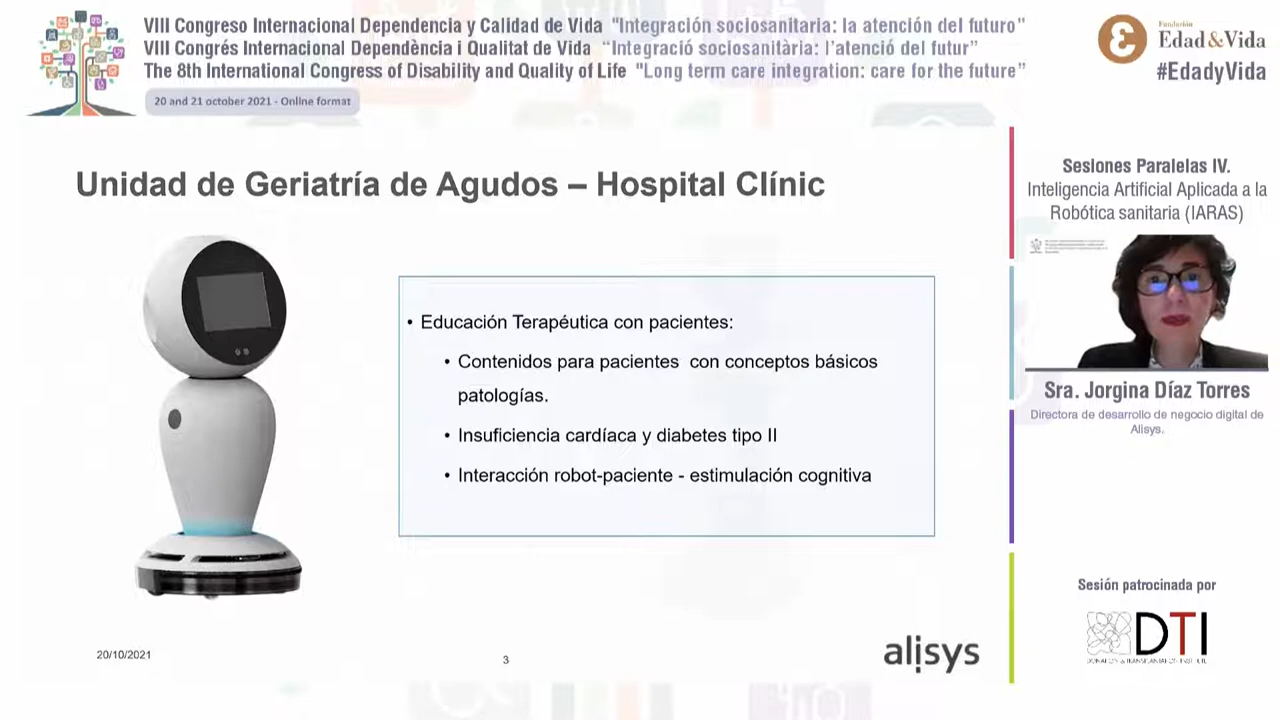 VIII Congreso Internacional Dependencia y Calidad de Vida "Integración sociosanitaria: la atención del futuro"
VIII Congrés Internacional Dependència i Qualitat de Vida "Integració sociosanitària: l'atenció del futur"
The 8th International Congress of Disability and Quality of Life "Long term care integration: care for the future"
20 and 21 october 2021 - Online format
Fundación
Edad&Vida
#EdadyVida
Unidad de Geriatría de Agudos – Hospital Clínic
• Educación Terapéutica con pacientes:
• Contenidos para pacientes con conceptos básicos
patologías.
• Insuficiencia cardíaca y diabetes tipo II
• Interacción robot-paciente - estimulación cognitiva
20/10/2021
3
alisys
Sesiones Paralelas IV.
Inteligencia Artificial Aplicada a la
Robótica sanitaria (IARAS)
Sra. Jorgina Díaz Torres
Directora de desarrollo de negocio digital de
Alisys.
Sesión patrocinada por
DTI
DONATION & TRANSPLANTATION INSTITUTE